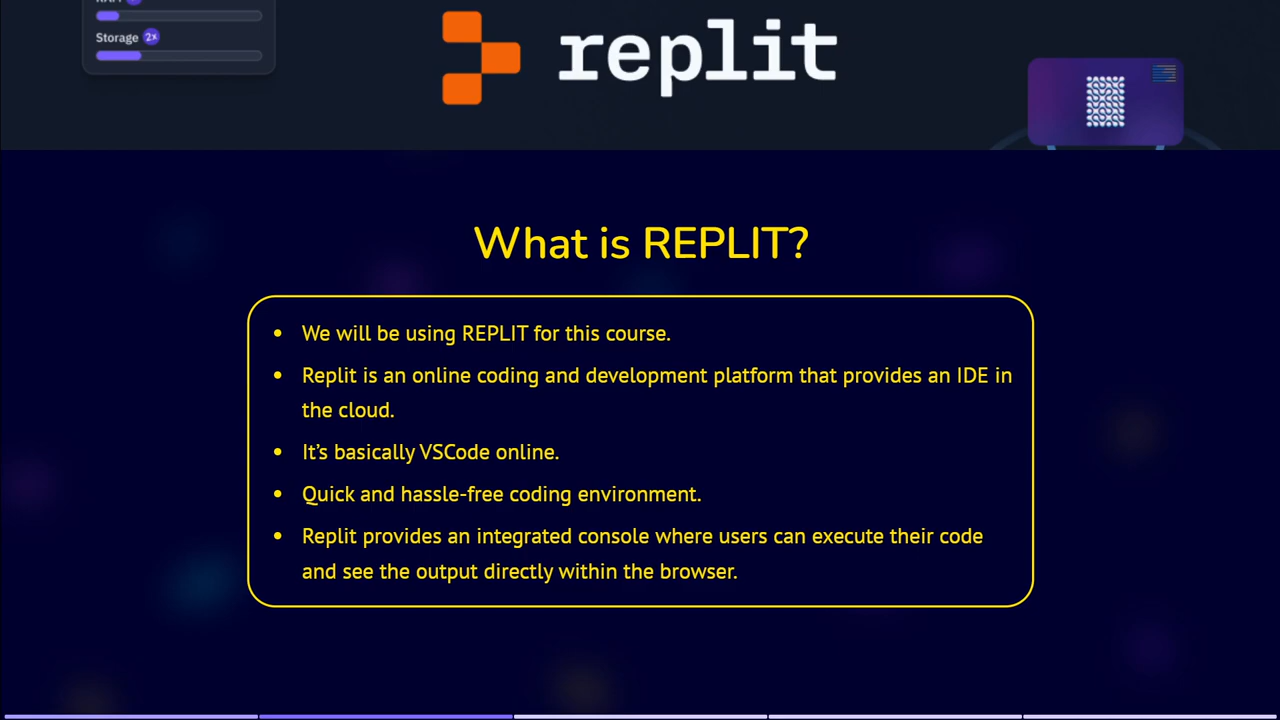 Storage 2x
replit
What is REPLIT?
• We will be using REPLIT for this course.
• Replit is an online coding and development platform that provides an IDE in
the cloud.
• It’s basically VSCode online.
• Quick and hassle-free coding environment.
• Replit provides an integrated console where users can execute their code
and see the output directly within the browser.